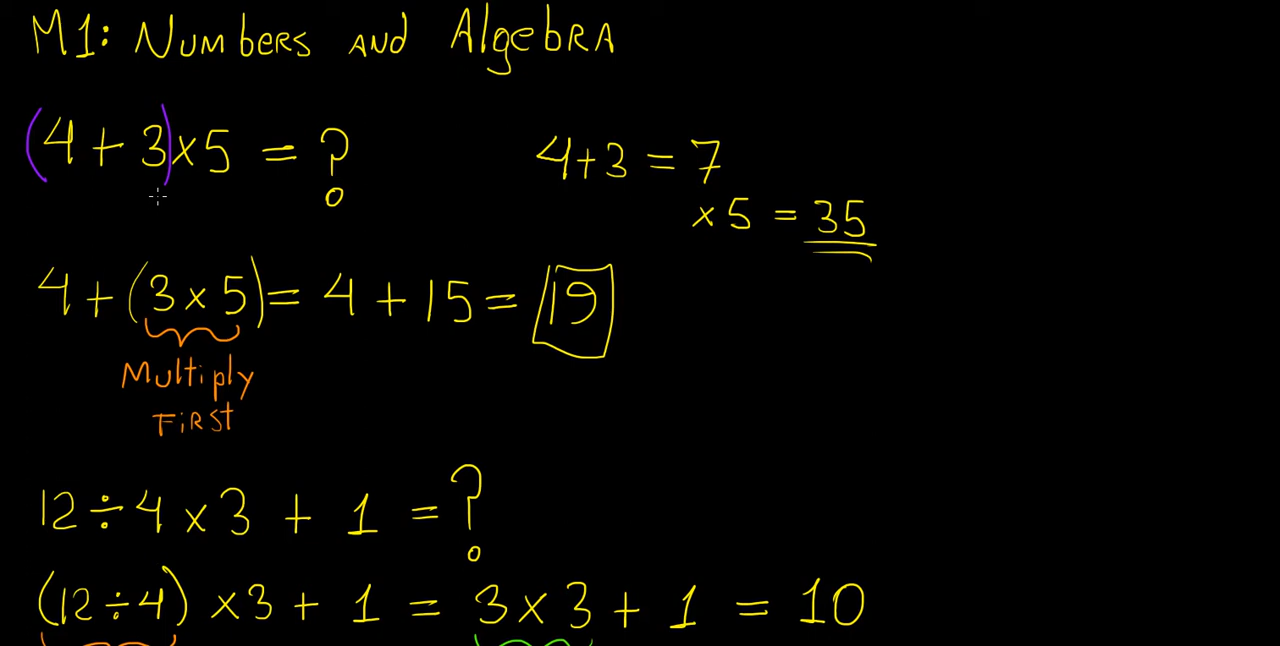 M1: Numbers and Algebra
(4 + 3) × 5 = ?
4 + 3 = 7
× 5 = 35
4 + (3 × 5) = 4 + 15 = 19
Multiply
First
12 ÷ 4 × 3 + 1 = ?
(12 ÷ 4) × 3 + 1 = 3 × 3 + 1 = 10